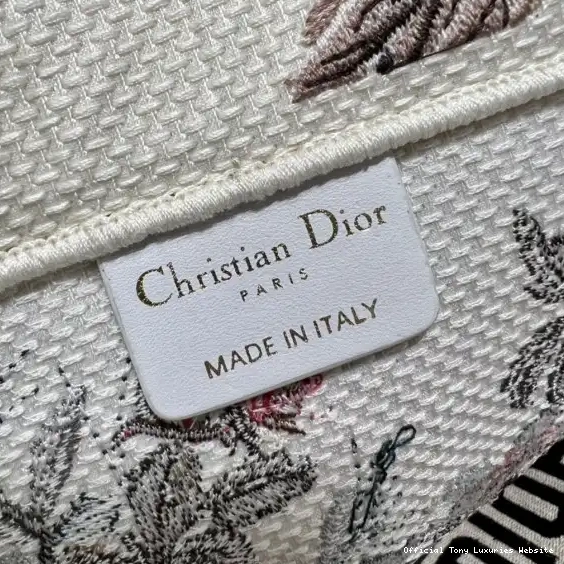 Christian Dior
PARIS
MADE IN ITALY
Official Tony Luxuries Website